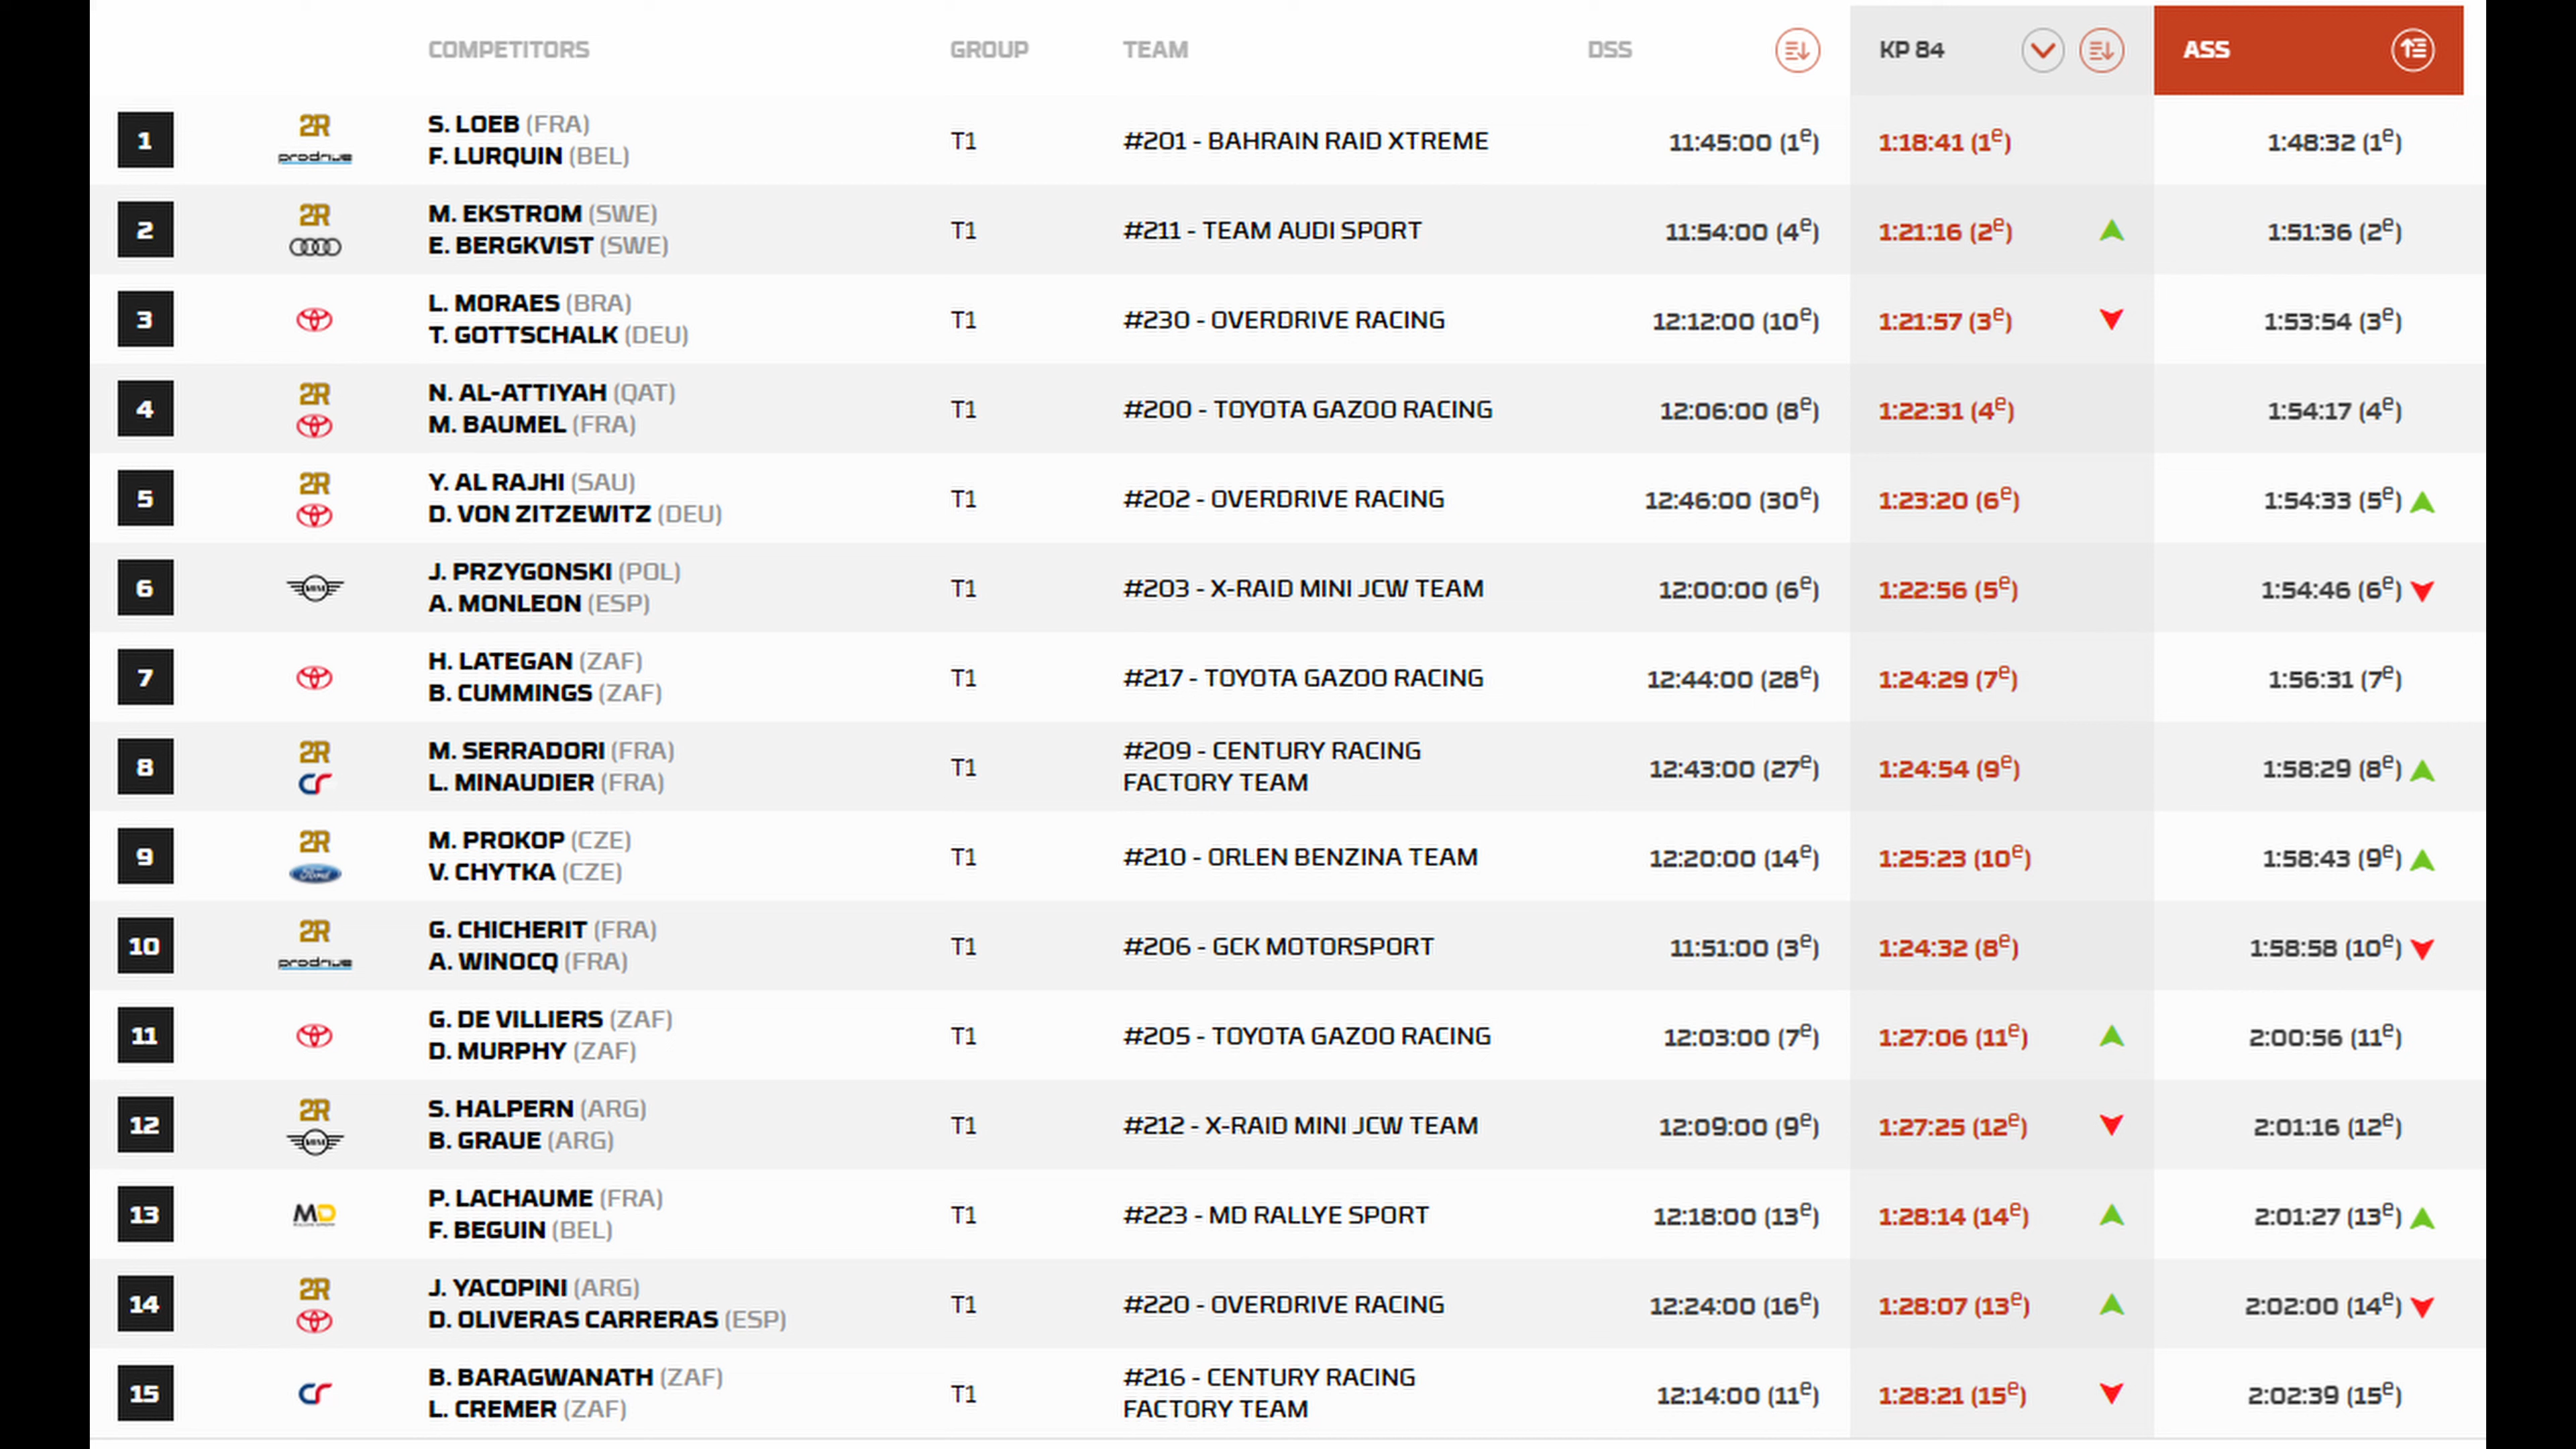 COMPETITORS GROUP TEAM DSS KP 84 ASS
1 2R prodrive S. LOEB (FRA) F. LURQUIN (BEL) T1 #201 - BAHRAIN RAID XTREME 11:45:00 (1e) 1:18:41 (1e) 1:48:32 (1e)
2 2R M. EKSTROM (SWE) E. BERGKVIST (SWE) T1 #211 - TEAM AUDI SPORT 11:54:00 (4e) 1:21:16 (2e) 1:51:36 (2e)
3 L. MORAES (BRA) T. GOTTSCHALK (DEU) T1 #230 - OVERDRIVE RACING 12:12:00 (10e) 1:21:57 (3e) 1:53:54 (3e)
4 2R N. AL-ATTIYAH (QAT) M. BAUMEL (FRA) T1 #200 - TOYOTA GAZOO RACING 12:06:00 (8e) 1:22:31 (4e) 1:54:17 (4e)
5 2R Y. AL RAJHI (SAU) D. VON ZITZEWITZ (DEU) T1 #202 - OVERDRIVE RACING 12:46:00 (30e) 1:23:20 (6e) 1:54:33 (5e)
6 MINI J. PRZYGONSKI (POL) A. MONLEON (ESP) T1 #203 - X-RAID MINI JCW TEAM 12:00:00 (6e) 1:22:56 (5e) 1:54:46 (6e)
7 H. LATEGAN (ZAF) B. CUMMINGS (ZAF) T1 #217 - TOYOTA GAZOO RACING 12:44:00 (28e) 1:24:29 (7e) 1:56:31 (7e)
8 2R CR M. SERRADORI (FRA) L. MINAUDIER (FRA) T1 #209 - CENTURY RACING FACTORY TEAM 12:43:00 (27e) 1:24:54 (9e) 1:58:29 (8e)
9 2R Ford M. PROKOP (CZE) V. CHYTKA (CZE) T1 #210 - ORLEN BENZINA TEAM 12:20:00 (14e) 1:25:23 (10e) 1:58:43 (9e)
10 2R prodrive G. CHICHERIT (FRA) A. WINOCQ (FRA) T1 #206 - GCK MOTORSPORT 11:51:00 (3e) 1:24:32 (8e) 1:58:58 (10e)
11 G. DE VILLIERS (ZAF) D. MURPHY (ZAF) T1 #205 - TOYOTA GAZOO RACING 12:03:00 (7e) 1:27:06 (11e) 2:00:56 (11e)
12 2R MINI S. HALPERN (ARG) B. GRAUE (ARG) T1 #212 - X-RAID MINI JCW TEAM 12:09:00 (9e) 1:27:25 (12e) 2:01:16 (12e)
13 MD P. LACHAUME (FRA) F. BEGUIN (BEL) T1 #223 - MD RALLYE SPORT 12:18:00 (13e) 1:28:14 (14e) 2:01:27 (13e)
14 2R J. YACOPINI (ARG) D. OLIVERAS CARRERAS (ESP) T1 #220 - OVERDRIVE RACING 12:24:00 (16e) 1:28:07 (13e) 2:02:00 (14e)
15 CR B. BARAGWANATH (ZAF) L. CREMER (ZAF) T1 #216 - CENTURY RACING FACTORY TEAM 12:14:00 (11e) 1:28:21 (15e) 2:02:39 (15e)